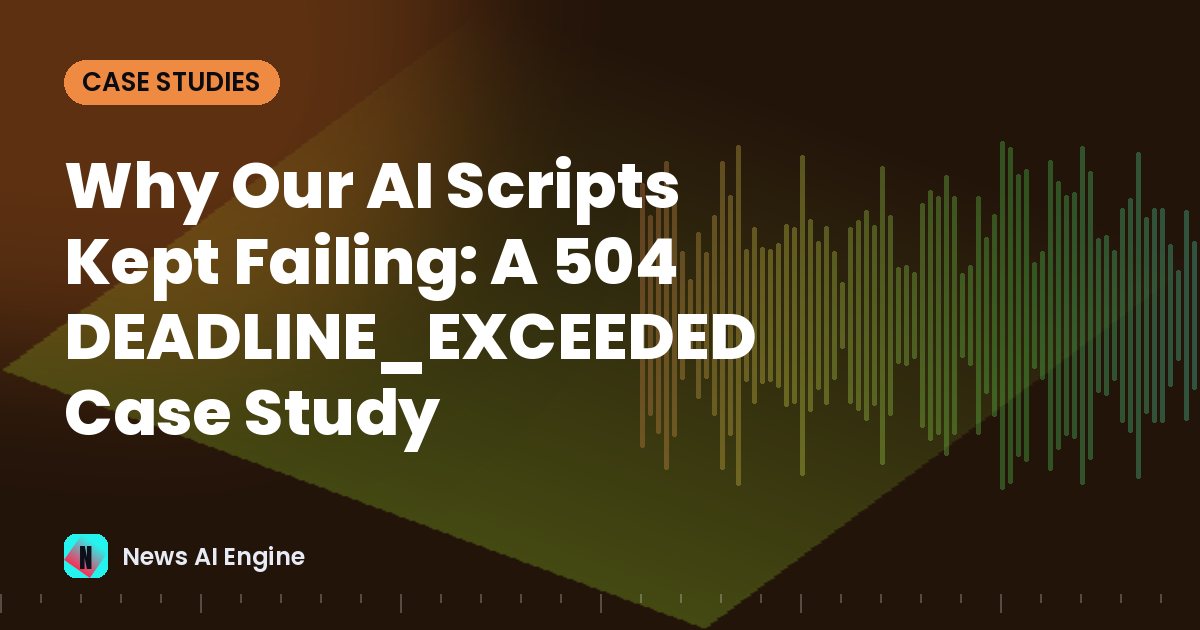 CASE STUDIES
Why Our AI Scripts
Kept Failing: A 504
DEADLINE_EXCEEDED
Case Study
N
News AI Engine